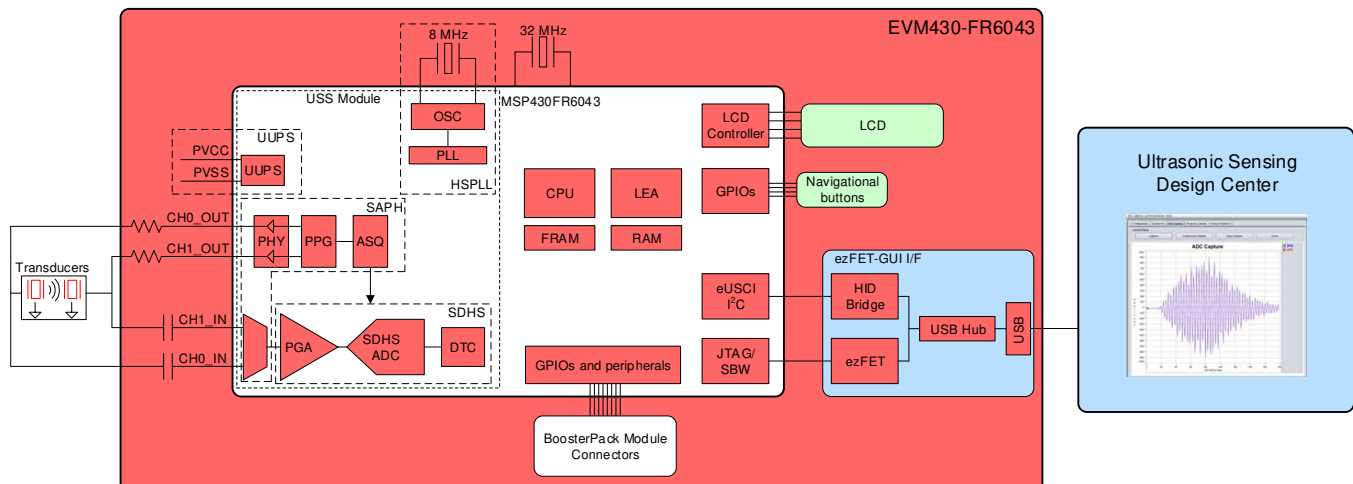 EVM430-FR6043
8 MHz
32 MHz
USS Module
MSP430FR6043
OSC
PLL
HSPLL
UUPS
PVCC
PVSS
UUPS
LCD
Controller
LCD
CPU
LEA
GPIOs
Navigational
buttons
FRAM
RAM
SAPH
CH0_OUT
CH1_OUT
PHY
PPG
ASQ
Transducers
CH1_IN
CH0_IN
SDHS
PGA
SDHS
ADC
DTC
eUSCI
I²C
JTAG/
SBW
GPIOs and peripherals
BoosterPack Module
Connectors
ezFET-GUI I/F
HID
Bridge
ezFET
USB Hub
USB
Ultrasonic Sensing
Design Center
ADC Capture